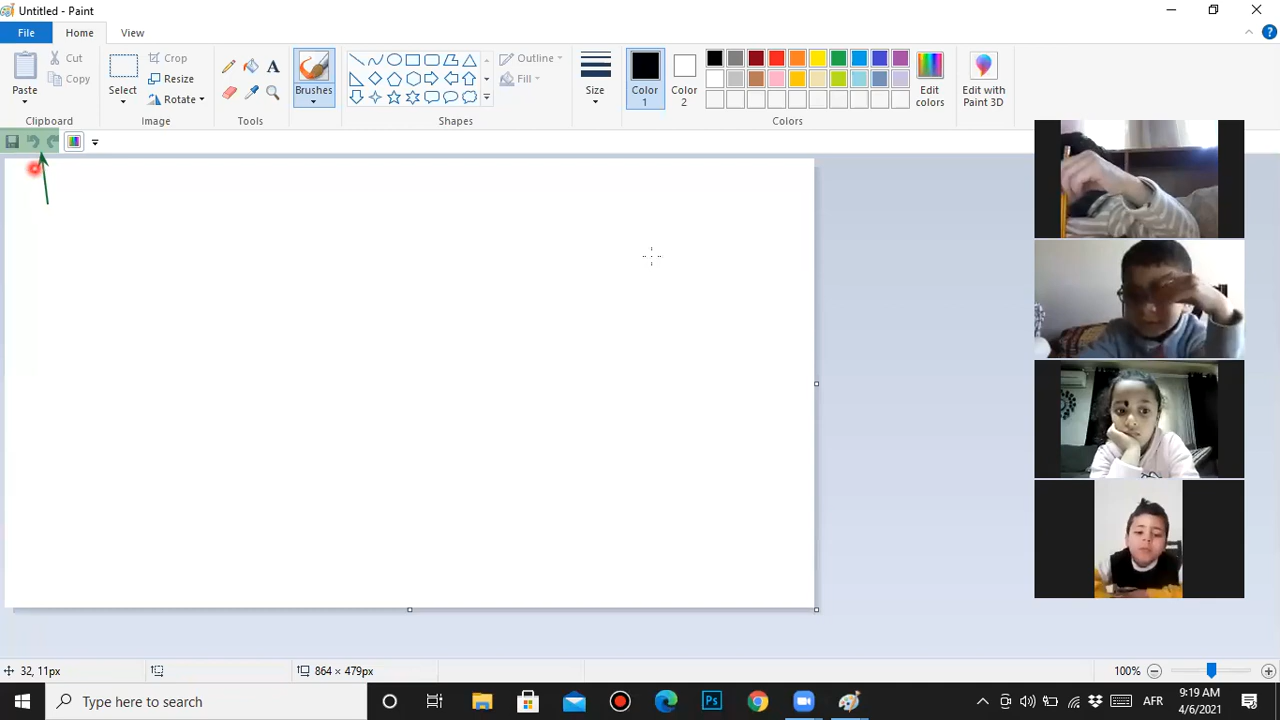 Untitled - Paint
File Home View
Paste
Cut
Copy
Clipboard
Select
Crop
Resize
Rotate
Image
A
Tools
Brushes
Outline
Fill
Shapes
Size
Color 1
Color 2
Edit colors
Edit with Paint 3D
Colors
32, 11px
864 × 479px
100%
Type here to search
Ps
AFR
9:19 AM
4/6/2021